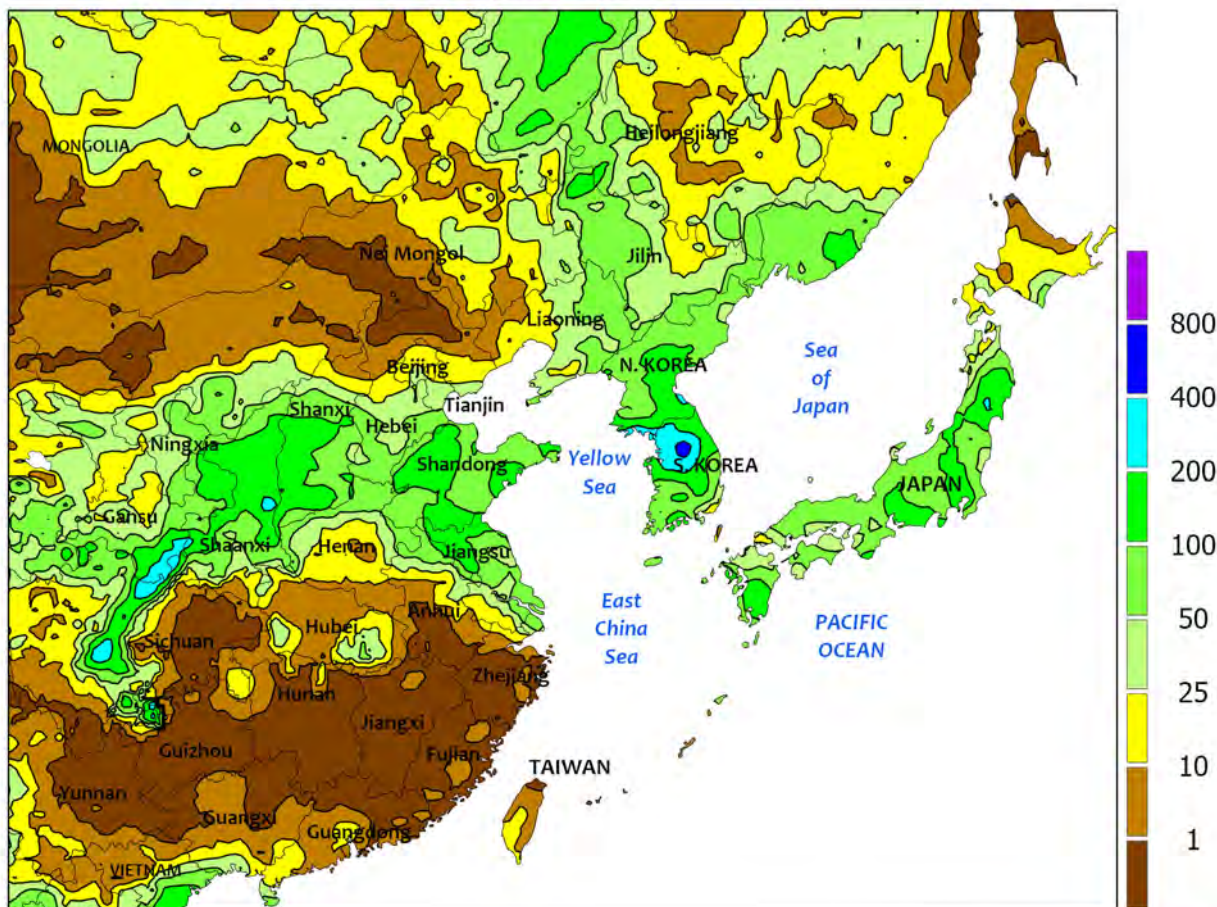 Heilongjiang
MONGOLIA
Nei Mongol
Jilin
Liaoning
800
Beijing
N. KOREA
Sea
of
Japan
400
Tianjin
Shanxi
Hebei
Ningxia
Shandong
Yellow
Sea
S. KOREA
200
JAPAN
Gansu
Shaanxi
Henan
Jiangsu
100
East
China
Sea
Anhui
Hubei
PACIFIC
OCEAN
50
Sichuan
Zhejiang
Hunan
25
Jiangxi
Guizhou
Fujian
TAIWAN
10
Yunnan
Guangxi
Guangdong
1
VIETNAM